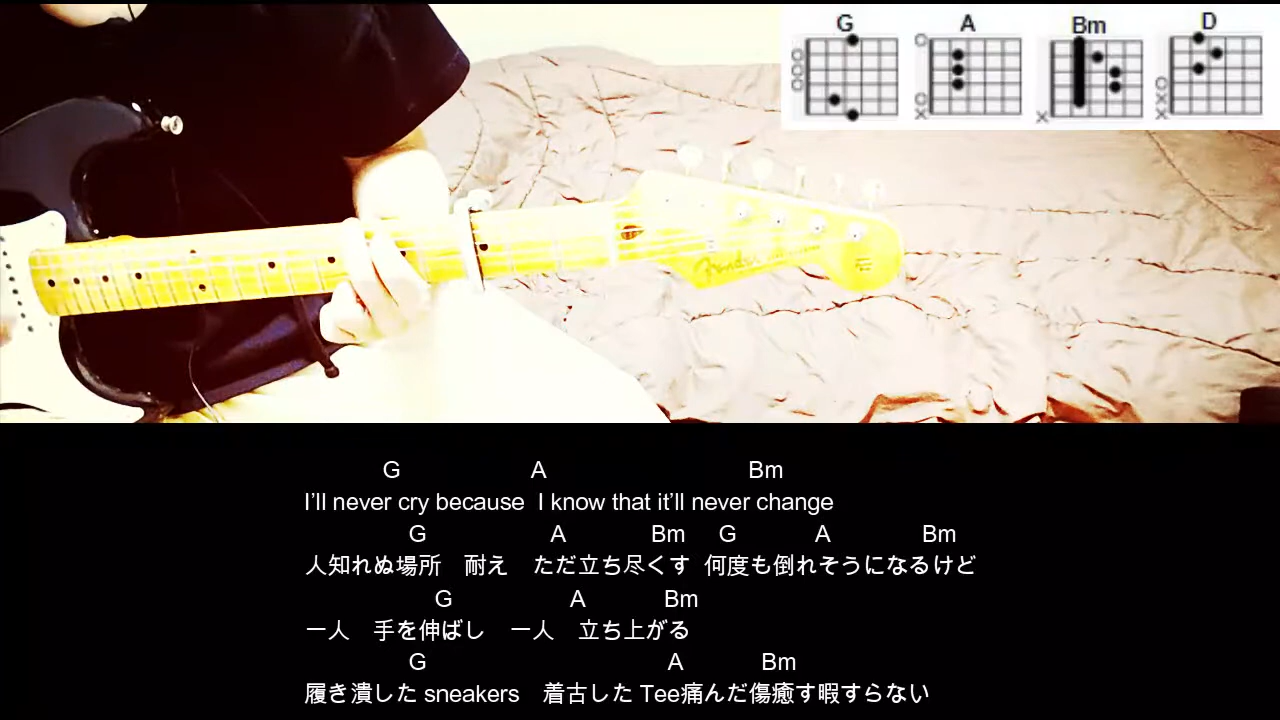 G A Bm D
Fender
G A Bm
I’ll never cry because I know that it’ll never change
G A Bm G A Bm
人知れぬ場所 耐え ただ立ち尽くす 何度も倒れそうになるけど
G A Bm
一人 手を伸ばし 一人 立ち上がる
G A Bm
履き潰した sneakers 着古した Tee痛んだ傷癒す暇すらない